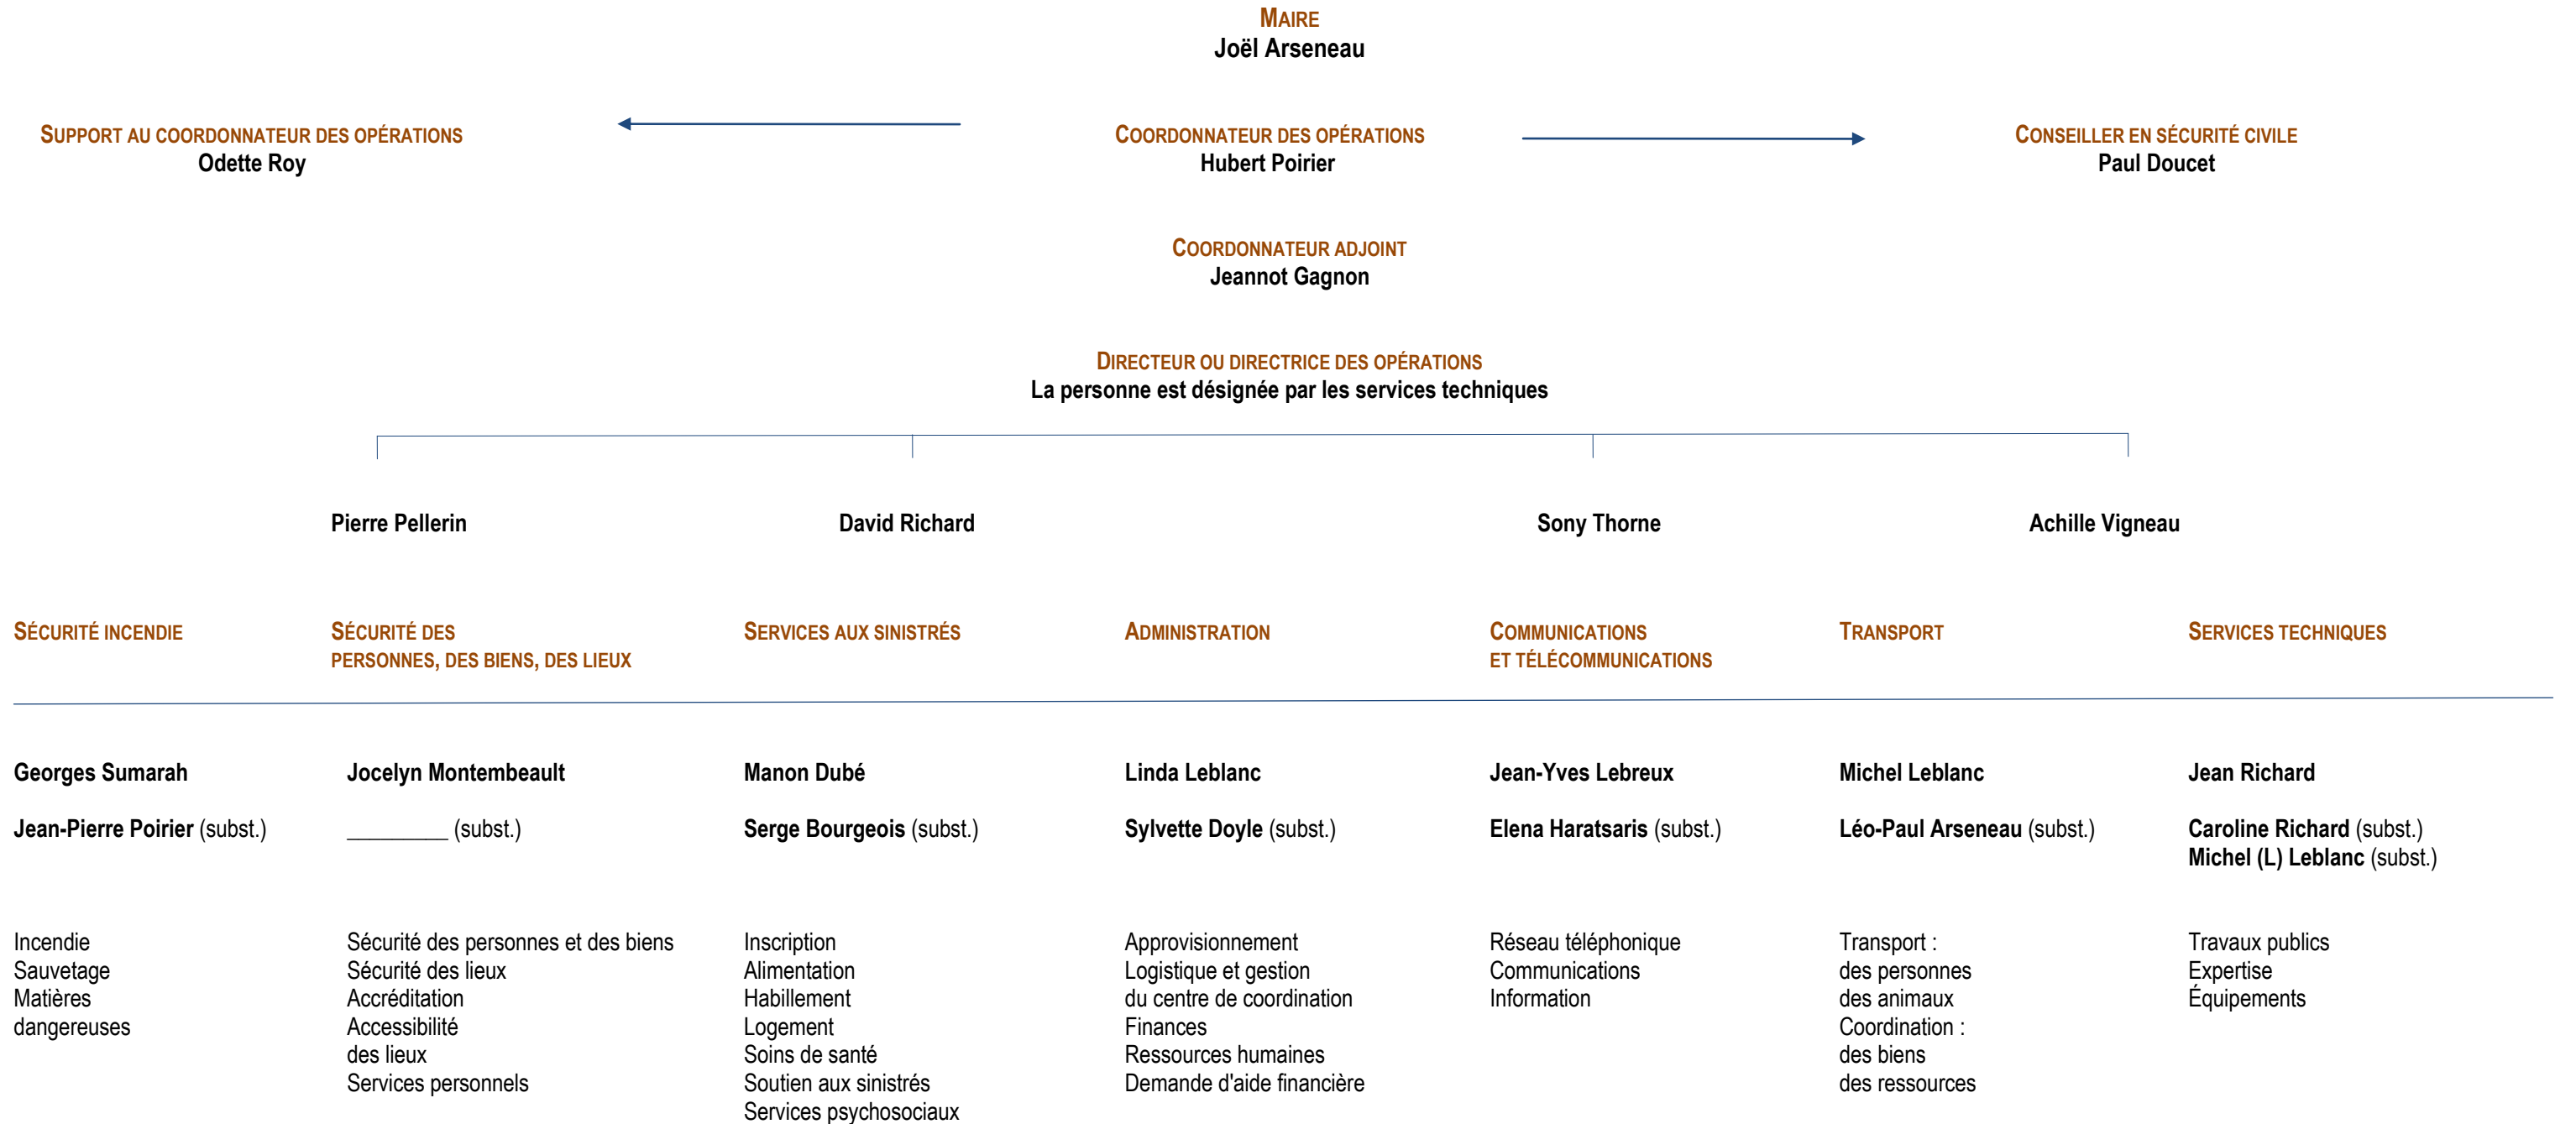 MAIRE
Joël Arseneau
SUPPORT AU COORDONNATEUR DES OPÉRATIONS
Odette Roy
COORDONNATEUR DES OPÉRATIONS
Hubert Poirier
CONSEILLER EN SÉCURITÉ CIVILE
Paul Doucet
COORDONNATEUR ADJOINT
Jeannot Gagnon
DIRECTEUR OU DIRECTRICE DES OPÉRATIONS
La personne est désignée par les services techniques
Pierre Pellerin
David Richard
Sony Thorne
Achille Vigneau
SÉCURITÉ INCENDIE
Georges Sumarah
Jean-Pierre Poirier (subst.)
Incendie
Sauvetage
Matières
dangereuses
SÉCURITÉ DES
PERSONNES, DES BIENS, DES LIEUX
Jocelyn Montembeault
_________ (subst.)
Sécurité des personnes et des biens
Sécurité des lieux
Accréditation
Accessibilité
des lieux
Services personnels
SERVICES AUX SINISTRÉS
Manon Dubé
Serge Bourgeois (subst.)
Inscription
Alimentation
Habillement
Logement
Soins de santé
Soutien aux sinistrés
Services psychosociaux
ADMINISTRATION
Linda Leblanc
Sylvette Doyle (subst.)
Approvisionnement
Logistique et gestion
du centre de coordination
Finances
Ressources humaines
Demande d'aide financière
COMMUNICATIONS
ET TÉLÉCOMMUNICATIONS
Jean-Yves Lebreux
Elena Haratsaris (subst.)
Réseau téléphonique
Communications
Information
TRANSPORT
Michel Leblanc
Léo-Paul Arseneau (subst.)
Transport :
des personnes
des animaux
Coordination :
des biens
des ressources
SERVICES TECHNIQUES
Jean Richard
Caroline Richard (subst.)
Michel (L) Leblanc (subst.)
Travaux publics
Expertise
Équipements